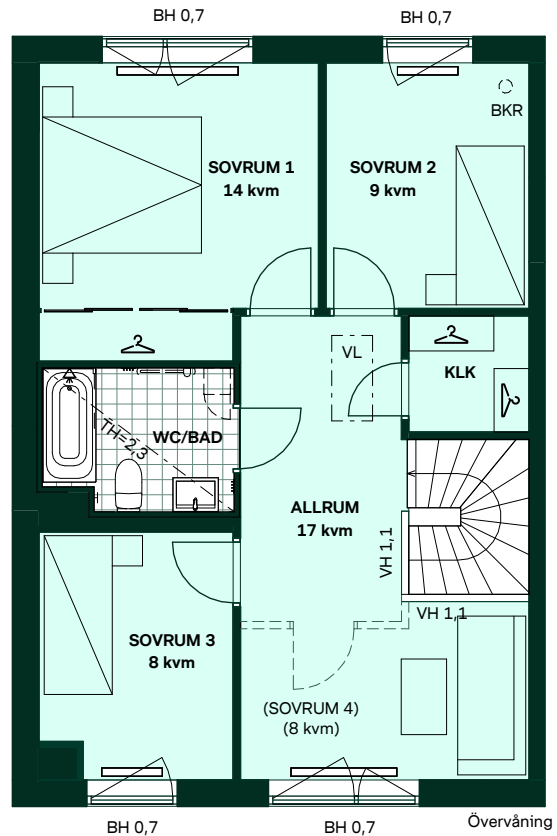 BH 0,7
BH 0,7
BKR
SOVRUM 1
14 kvm
SOVRUM 2
9 kvm
VL
KLK
TH=2,3
WC/BAD
ALLRUM
17 kvm
VH 1,1
VH 1,1
SOVRUM 3
8 kvm
(SOVRUM 4)
(8 kvm)
BH 0,7
BH 0,7
Övervåning